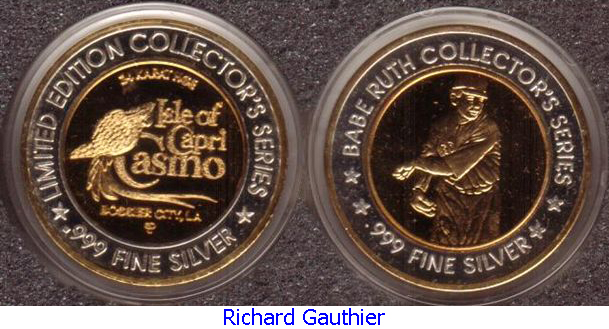 LIMITED EDITION COLLECTOR'S SERIES
Isle of
Capri
Casino
BOSSIER CITY, LA
.999 FINE SILVER
BABE RUTH COLLECTOR'S SERIES
.999 FINE SILVER
Richard Gauthier